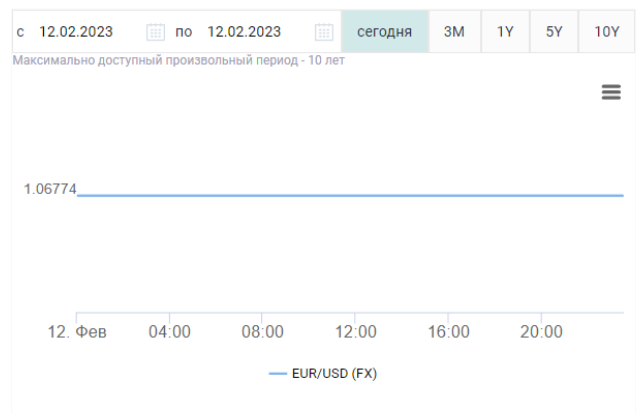 с 12.02.2023 по 12.02.2023 сегодня 3M 1Y 5Y 10Y
Максимально доступный произвольный период - 10 лет
1.06774
12. Фев 04:00 08:00 12:00 16:00 20:00
EUR/USD (FX)